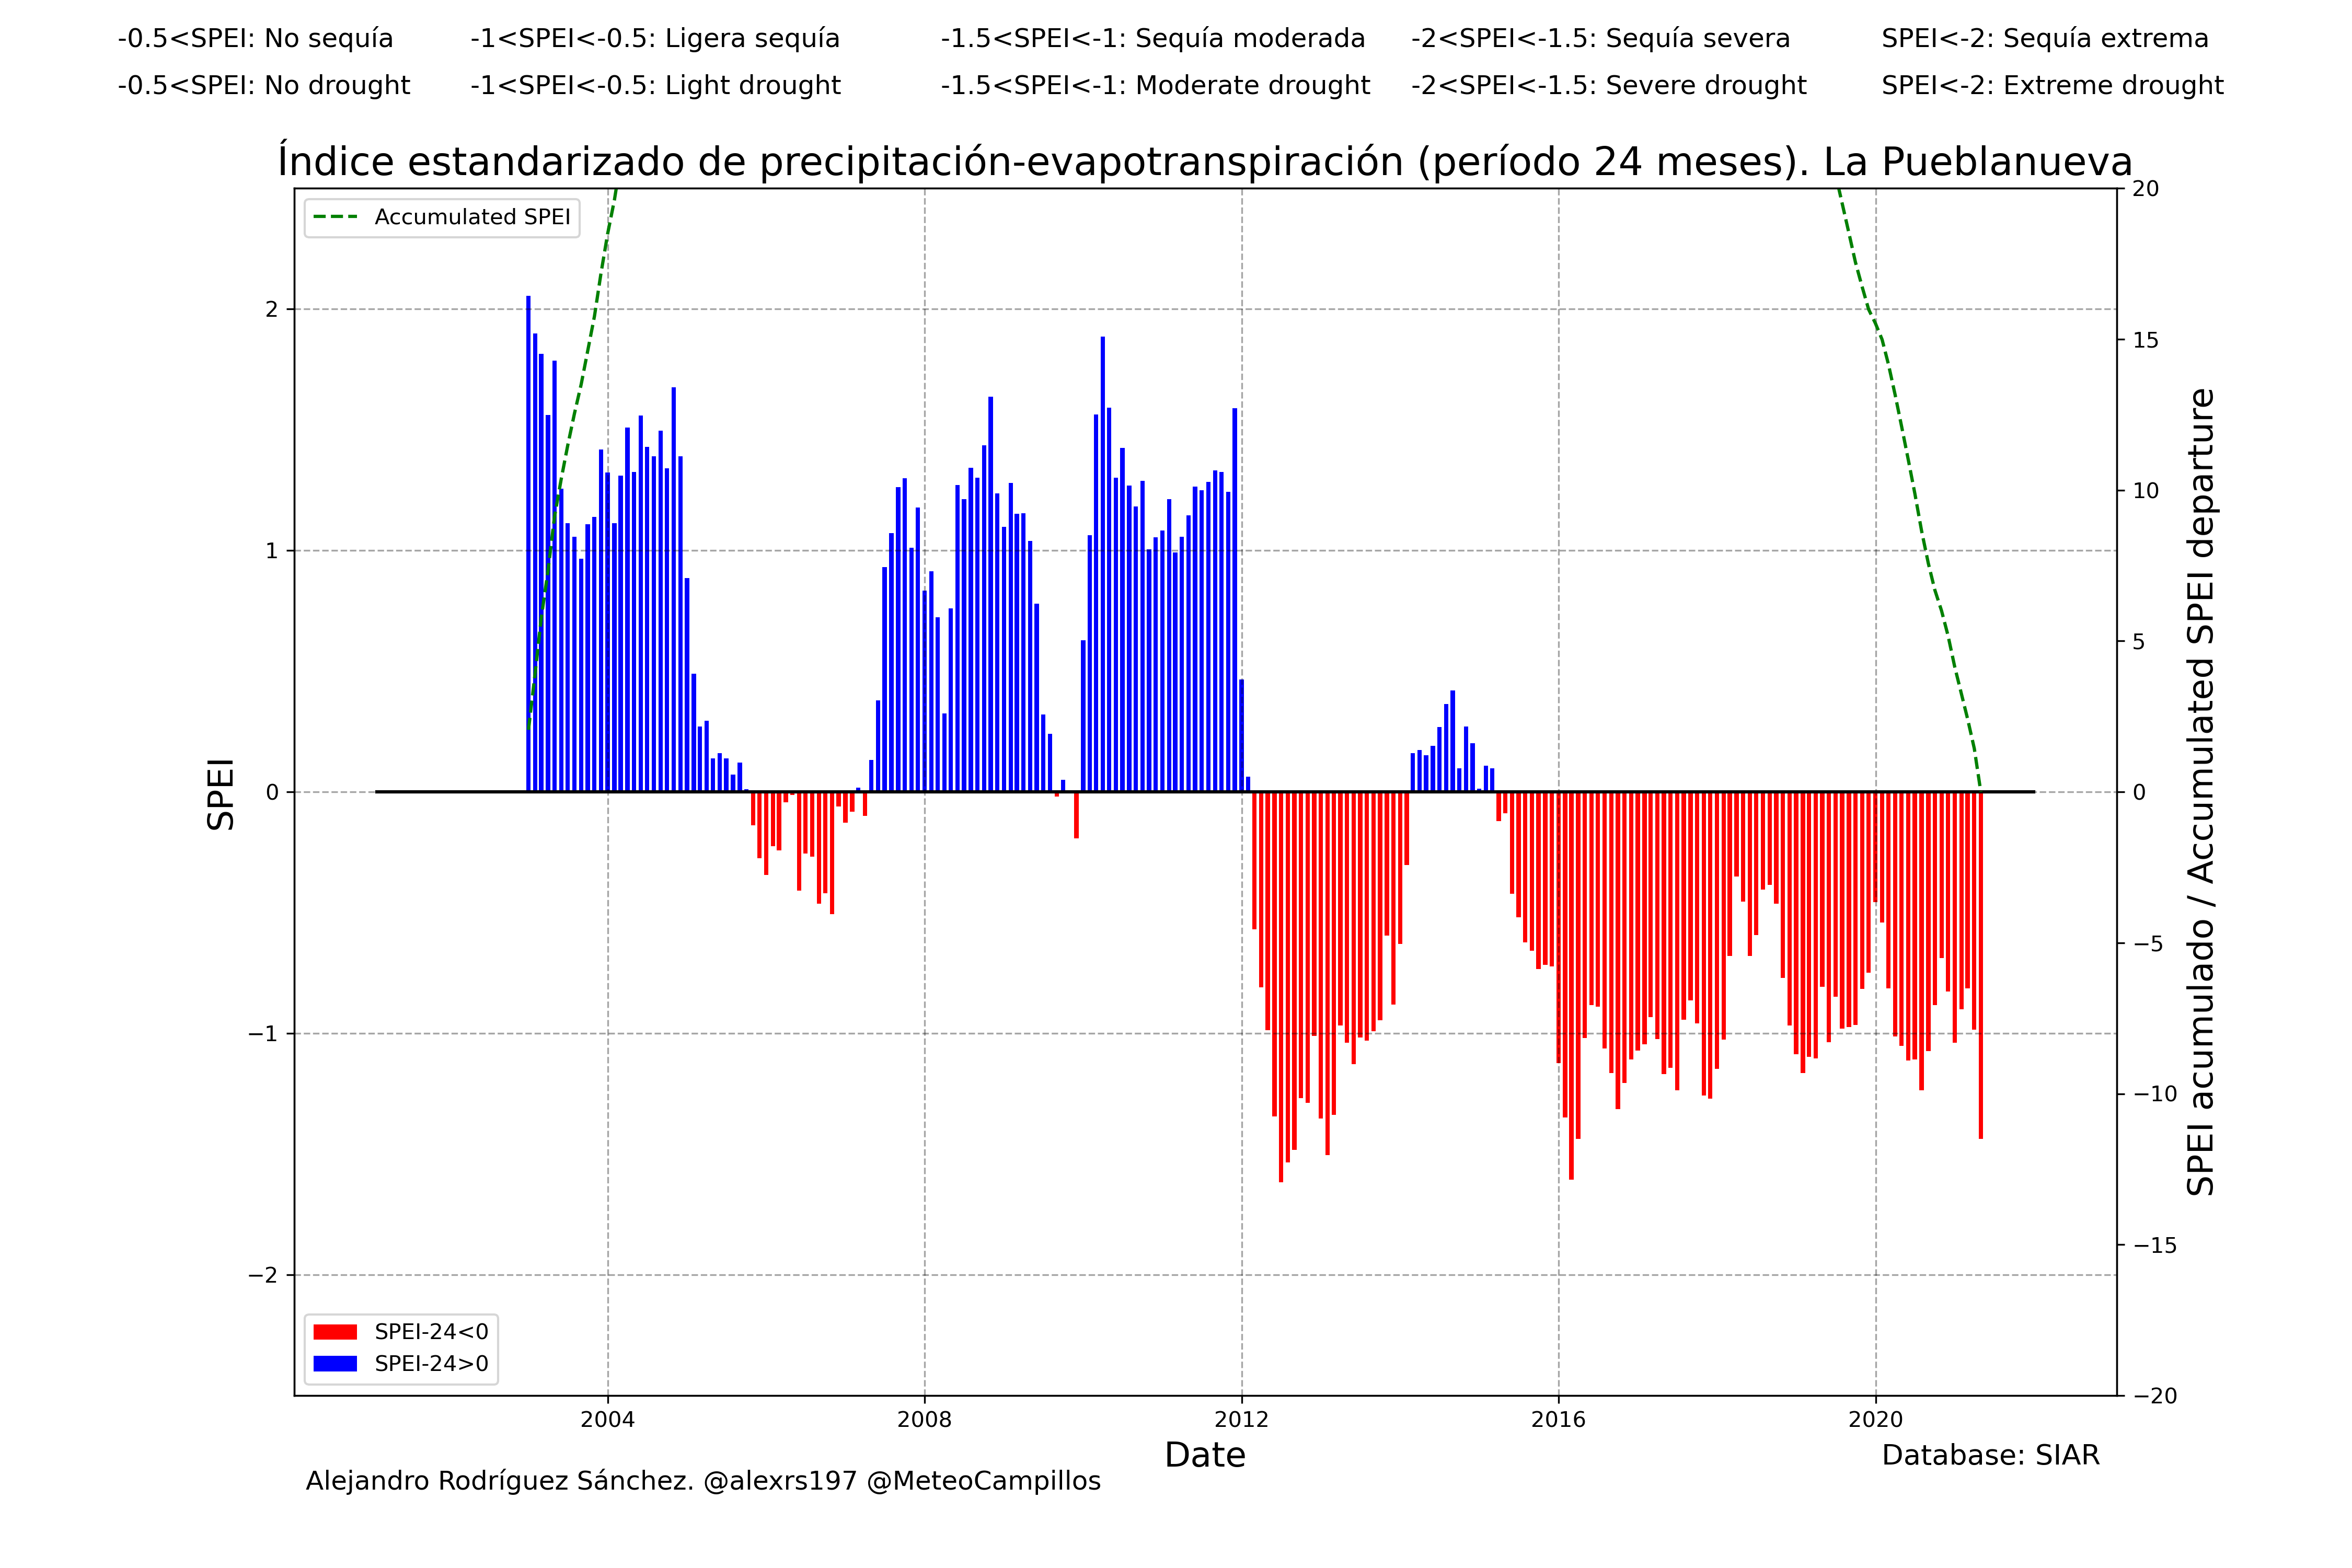 -0.5<SPEI: No sequía -1<SPEI<-0.5: Ligera sequía -1.5<SPEI<-1: Sequía moderada -2<SPEI<-1.5: Sequía severa SPEI<-2: Sequía extrema
-0.5<SPEI: No drought -1<SPEI<-0.5: Light drought -1.5<SPEI<-1: Moderate drought -2<SPEI<-1.5: Severe drought SPEI<-2: Extreme drought
Índice estandarizado de precipitación-evapotranspiración (período 24 meses). La Pueblanueva
Accumulated SPEI
SPEI
2
1
0
−1
−2
20
15
10
5
0
−5
−10
−15
−20
SPEI acumulado / Accumulated SPEI departure
SPEI-24<0
SPEI-24>0
2004 2008 2012 2016 2020
Date
Database: SIAR
Alejandro Rodríguez Sánchez. @alexrs197 @MeteoCampillos